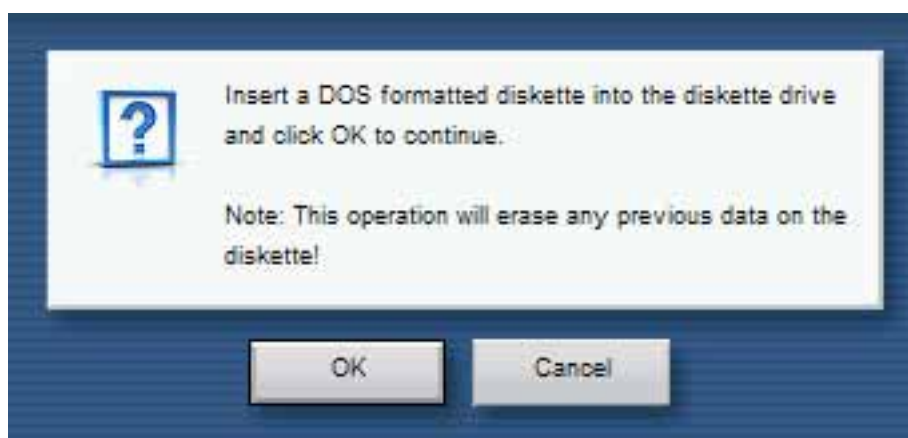 Insert a DOS formatted diskette into the diskette drive
and click OK to continue.
Note: This operation will erase any previous data on the
diskette!
OK
Cancel